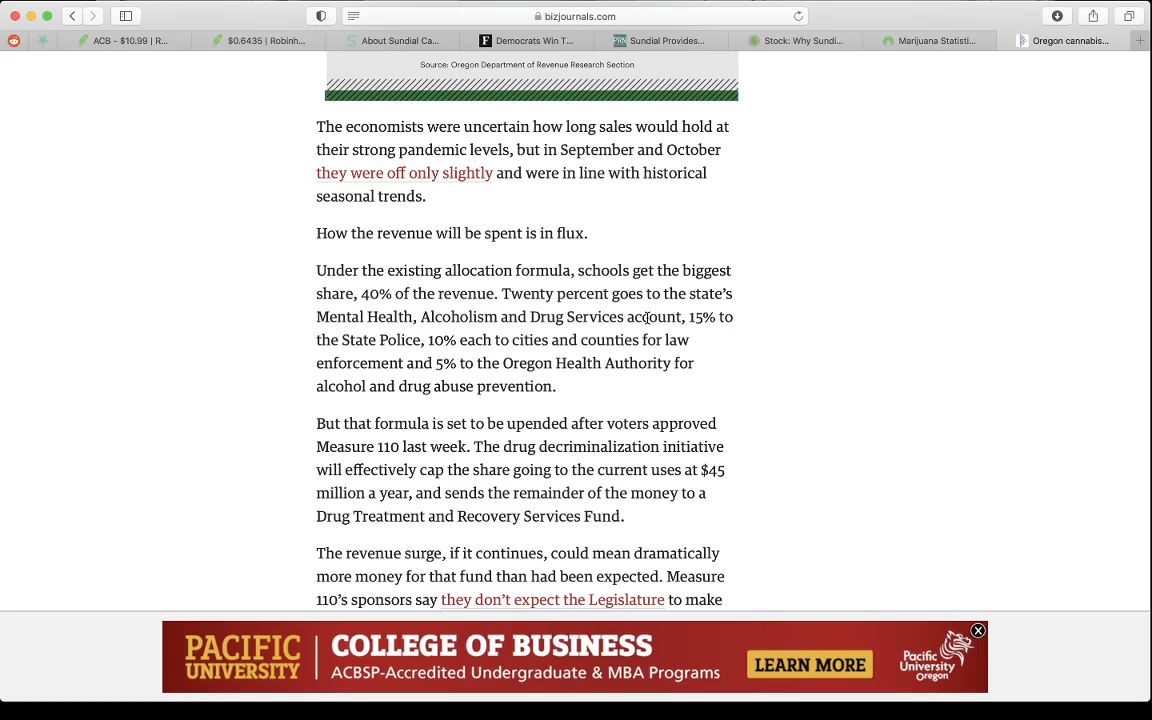 bizjournals.com
ACB - $10.99 | R...
$0.6435 | Robinh...
About Sundial Ca...
Democrats Win T...
Sundial Provides...
Stock: Why Sundi...
Marijuana Statisti...
Oregon cannabis...
Source: Oregon Department of Revenue Research Section
The economists were uncertain how long sales would hold at
their strong pandemic levels, but in September and October
they were off only slightly and were in line with historical
seasonal trends.
How the revenue will be spent is in flux.
Under the existing allocation formula, schools get the biggest
share, 40% of the revenue. Twenty percent goes to the state's
Mental Health, Alcoholism and Drug Services account, 15% to
the State Police, 10% each to cities and counties for law
enforcement and 5% to the Oregon Health Authority for
alcohol and drug abuse prevention.
But that formula is set to be upended after voters approved
Measure 110 last week. The drug decriminalization initiative
will effectively cap the share going to the current uses at $45
million a year, and sends the remainder of the money to a
Drug Treatment and Recovery Services Fund.
The revenue surge, if it continues, could mean dramatically
more money for that fund than had been expected. Measure
110's sponsors say they don't expect the Legislature to make
PACIFIC
UNIVERSITY
COLLEGE OF BUSINESS
ACBSP-Accredited Undergraduate & MBA Programs
LEARN MORE
Pacific
University
Oregon